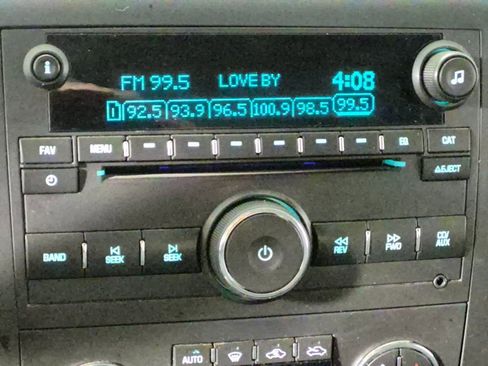 i
FM 99.5 LOVE BY 4:08
1 92.5 93.9 96.5 100.9 98.5 99.5
FAV MENU EQ CAT
EJECT
BAND SEEK SEEK REV FWD CD/AUX
AUTO